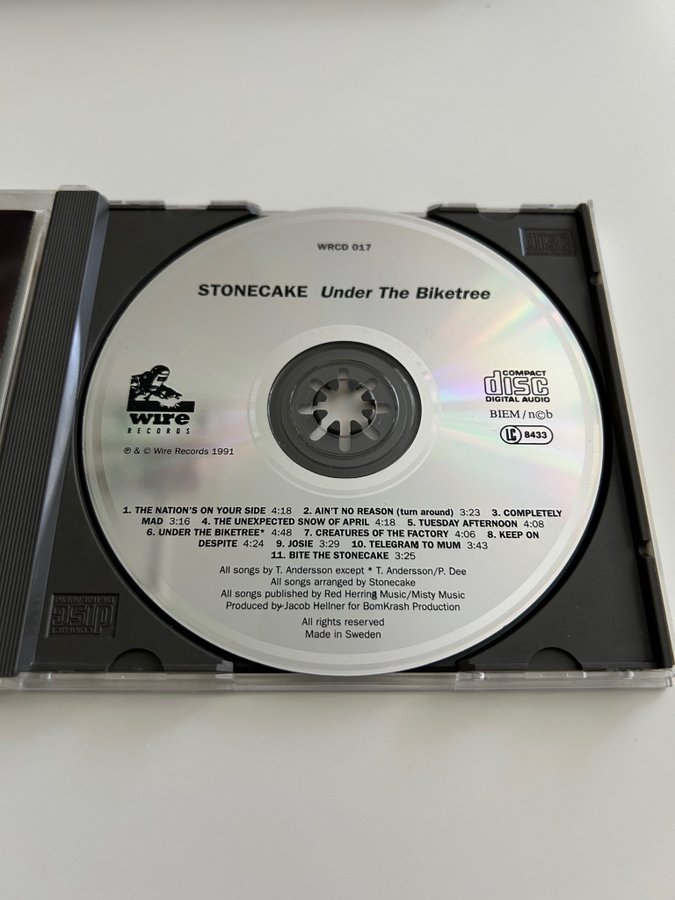 WRCD 017
STONECAKE Under The Biketree
wire
RECORDS
℗ & © Wire Records 1991
COMPACT
disc
DIGITAL AUDIO
BIEM / n©b
LC 8433
1. THE NATION'S ON YOUR SIDE 4:18 2. AIN'T NO REASON (turn around) 3:23 3. COMPLETELY
MAD 3:16 4. THE UNEXPECTED SNOW OF APRIL 4:18 5. TUESDAY AFTERNOON 4:08
6. UNDER THE BIKETREE* 4:48 7. CREATURES OF THE FACTORY 4:06 8. KEEP ON
DESPITE 4:24 9. JOSIE 3:29 10. TELEGRAM TO MUM 3:43
11. BITE THE STONECAKE 3:25
All songs by T. Andersson except * T. Andersson/P. Dee
All songs arranged by Stonecake
All songs published by Red Herring Music/Misty Music
Produced by Jacob Hellner for BomKrash Production
All rights reserved
Made in Sweden